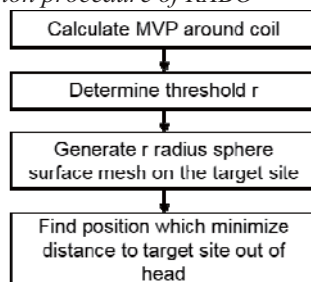 ion procedure of RADO
Calculate MVP around coil
Determine threshold r
Generate r radius sphere
surface mesh on the target site
Find position which minimize
distance to target site out of
head